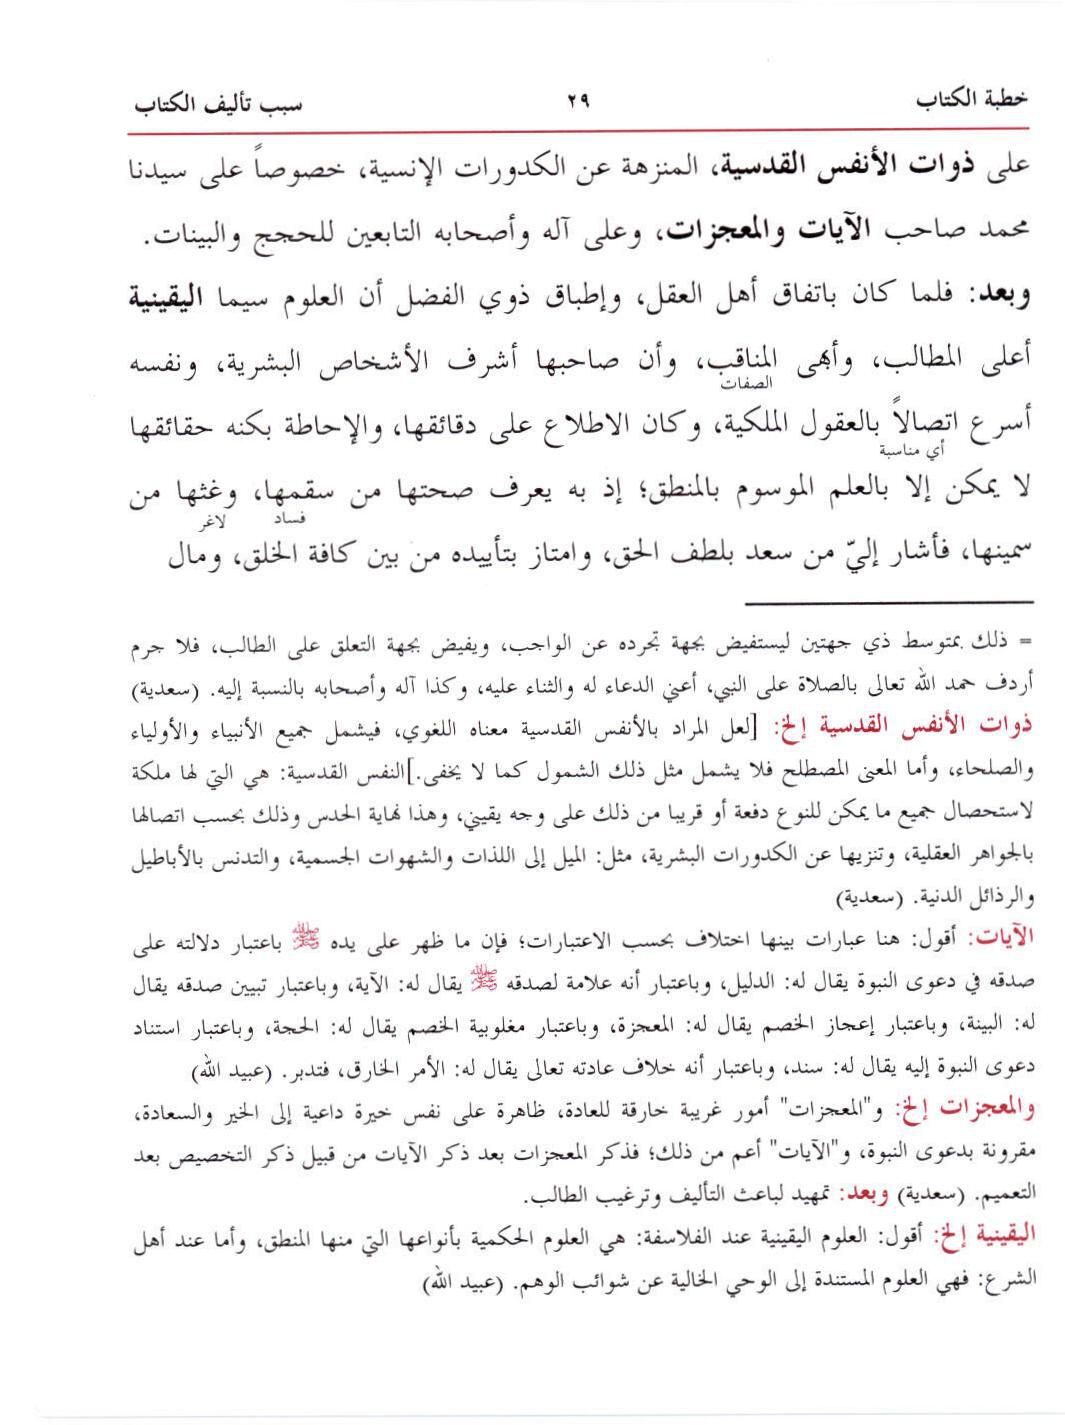 خطبة الكتاب ٢٩ سبب تأليف الكتاب
على ذوات الأنفس القدسية، المنزهة عن الكدورات الإنسية، خصوصاً على سيدنا
محمد صاحب الآيات والمعجزات، وعلى آله وأصحابه التابعين للحجج والبينات.
وبعد: فلما كان باتفاق أهل العقل، وإطباق ذوي الفضل أن العلوم سيما اليقينية
أعلى المطالب، وأبهى المناقب، وأن صاحبها أشرف الأشخاص البشرية، ونفسه
الصفات
أسرع اتصالاً بالعقول الملكية، وكان الاطلاع على دقائقها، والإحاطة بكنه حقائقها
أي مناسبة
لا يمكن إلا بالعلم الموسوم بالمنطق؛ إذ به يعرف صحتها من سقمها، وغثها من
فساد لاغر
سمينها، فأشار إليّ من سعد بلطف الحق، وامتاز بتأييده من بين كافة الخلق، ومال
= ذلك بمتوسط ذي جهتين ليستفيض بجهة تجرده عن الواجب، ويفيض بجهة التعلق على الطالب، فلا جرم
أردف حمد الله تعالى بالصلاة على النبي، أعني الدعاء له والثناء عليه، وكذا آله وأصحابه بالنسبة إليه. (سعدية)
ذوات الأنفس القدسية إلخ: [لعل المراد بالأنفس القدسية معناه اللغوي، فيشمل جميع الأنبياء والأولياء
والصلحاء، وأما المعنى المصطلح فلا يشمل مثل ذلك الشمول كما لا يخفى.]النفس القدسية: هي التي لها ملكة
لاستحصال جميع ما يمكن للنوع دفعة أو قريبا من ذلك على وجه يقيني، وهذا نهاية الحدس وذلك بحسب اتصالها
بالجواهر العقلية، وتنزيها عن الكدورات البشرية، مثل: الميل إلى اللذات والشهوات الجسمية، والتدنس بالأباطيل
والرذائل الدنية. (سعدية)
الآيات: أقول: هنا عبارات بينها اختلاف بحسب الاعتبارات؛ فإن ما ظهر على يده ﷺ باعتبار دلالته على
صدقه في دعوى النبوة يقال له: الدليل، وباعتبار أنه علامة لصدقه ﷺ يقال له: الآية، وباعتبار تبيين صدقه يقال
له: البينة، وباعتبار إعجاز الخصم يقال له: المعجزة، وباعتبار مغلوبية الخصم يقال له: الحجة، وباعتبار استناد
دعوى النبوة إليه يقال له: سند، وباعتبار أنه خلاف عادته تعالى يقال له: الأمر الخارق، فتدبر. (عبيد الله)
والمعجزات إلخ: و"المعجزات" أمور غريبة خارقة للعادة، ظاهرة على نفس خيرة داعية إلى الخير والسعادة،
مقرونة بدعوى النبوة، و"الآيات" أعم من ذلك؛ فذكر المعجزات بعد ذكر الآيات من قبيل ذكر التخصيص بعد
التعميم. (سعدية) وبعد: تمهيد لباعث التأليف وترغيب الطالب.
اليقينية إلخ: أقول: العلوم اليقينية عند الفلاسفة: هي العلوم الحكمية بأنواعها التي منها المنطق، وأما عند أهل
الشرع: فهي العلوم المستندة إلى الوحي الخالية عن شوائب الوهم. (عبيد الله)